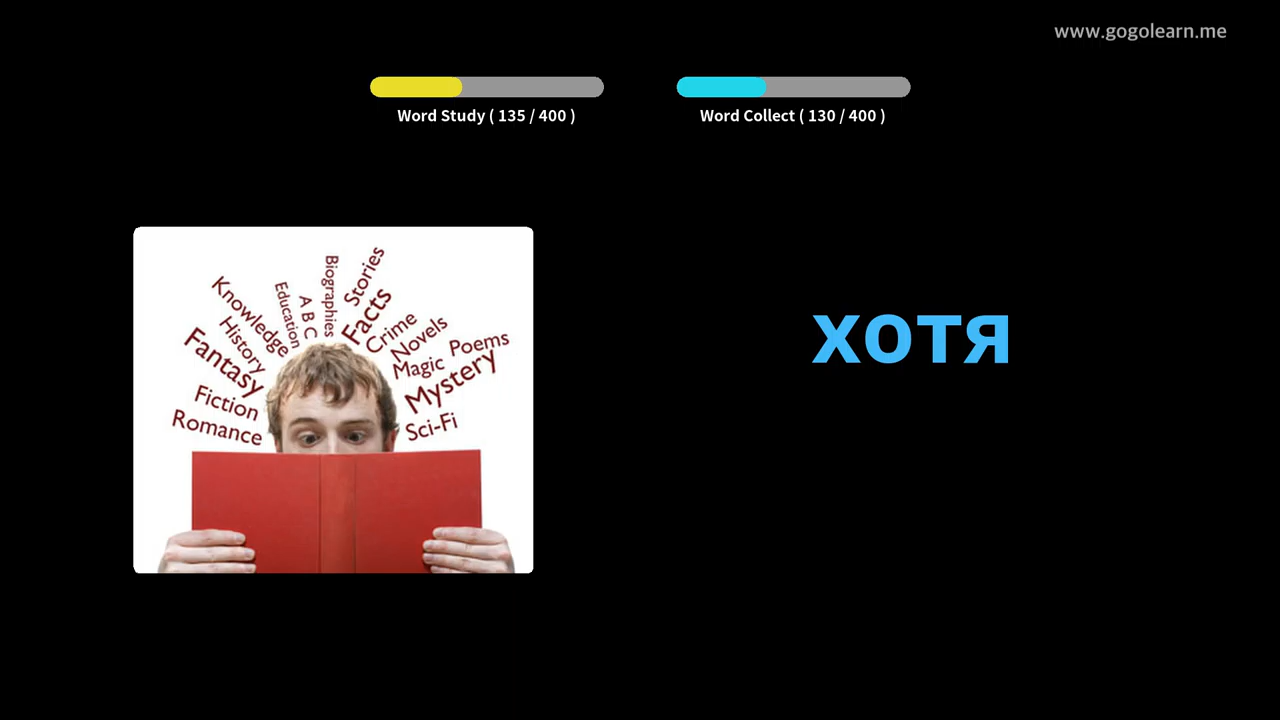 www.gogolearn.me
Word Study ( 135 / 400 )
Word Collect ( 130 / 400 )
Biographies
Stories
Knowledge
Education
A B C
Facts
Crime
History
Novels
Poems
Fantasy
Magic
Mystery
Fiction
Romance
Sci-Fi
хотя